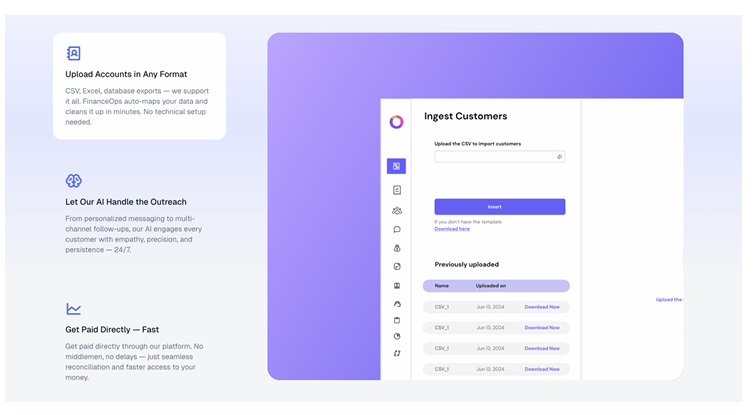 Upload Accounts in Any Format
CSV, Excel, database exports — we support
it all. FinanceOps auto-maps your data and
cleans it up in minutes. No technical setup
needed.
Let Our AI Handle the Outreach
From personalized messaging to multi-
channel follow-ups, our AI engages every
customer with empathy, precision, and
persistence — 24/7.
Get Paid Directly — Fast
Get paid directly through our platform. No
middlemen, no delays — just seamless
reconciliation and faster access to your
money.
Ingest Customers
Upload the CSV to import customers
Insert
If you don't have the template
Download here
Previously uploaded
Name Uploaded on
CSV_1 Jun 13, 2024 Download Now
CSV_1 Jun 13, 2024 Download Now
CSV_1 Jun 13, 2024 Download Now
CSV_1 Jun 13, 2024 Download Now
Upload the